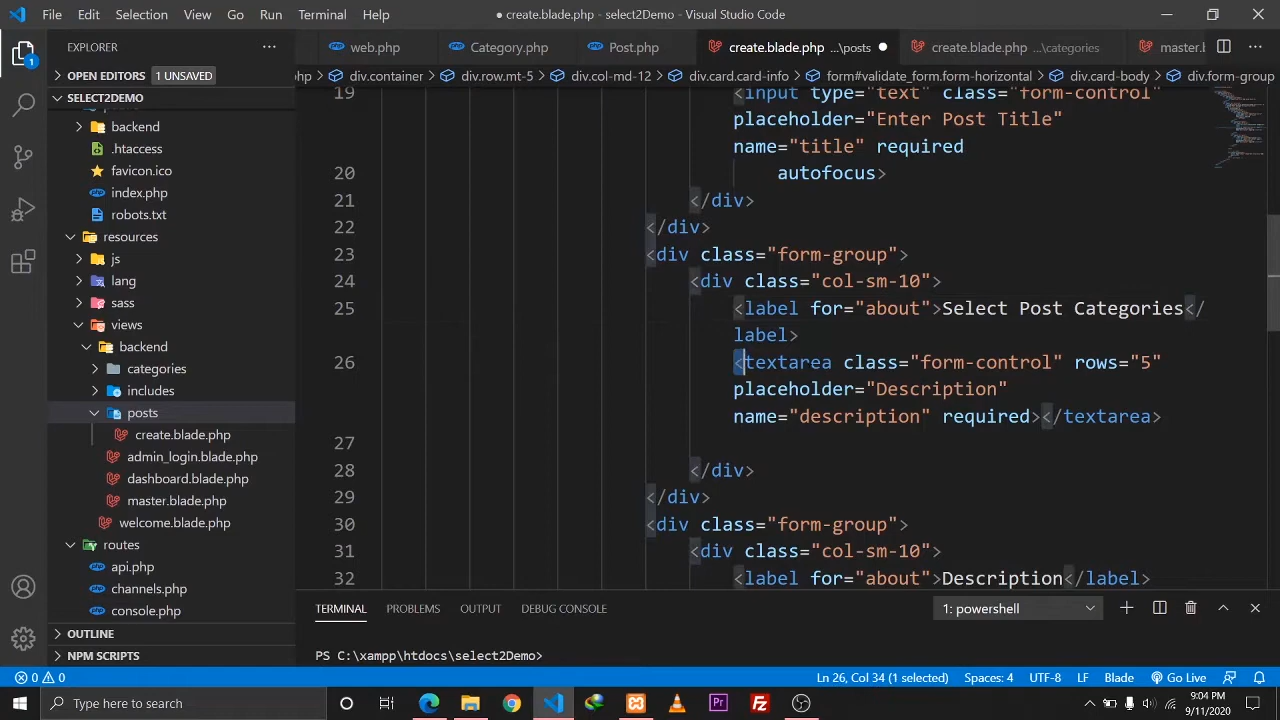 File Edit Selection View Go Run Terminal Help
● create.blade.php - select2Demo - Visual Studio Code
EXPLORER
OPEN EDITORS 1 UNSAVED
SELECT2DEMO
backend
.htaccess
favicon.ico
index.php
robots.txt
resources
js
lang
sass
views
backend
categories
includes
posts
create.blade.php
admin_login.blade.php
dashboard.blade.php
master.blade.php
welcome.blade.php
routes
api.php
channels.php
console.php
OUTLINE
NPM SCRIPTS
1
web.php Category.php Post.php create.blade.php ...\posts create.blade.php ...\categories master.b
php > div.container > div.row.mt-5 > div.col-md-12 > div.card.card-info > form#validate_form.form-horizontal > div.card-body > div.form-group
19 <input type="text" class="form-control"
placeholder="Enter Post Title"
name="title" required
20 autofocus>
21 </div>
22 </div>
23 <div class="form-group">
24 <div class="col-sm-10">
25 <label for="about">Select Post Categories</
label>
26 <textarea class="form-control" rows="5"
placeholder="Description"
name="description" required></textarea>
27
28 </div>
29 </div>
30 <div class="form-group">
31 <div class="col-sm-10">
32 <label for="about">Description</label>
TERMINAL PROBLEMS OUTPUT DEBUG CONSOLE 1: powershell
PS C:\xampp\htdocs\select2Demo>
0 0 Ln 26, Col 34 (1 selected) Spaces: 4 UTF-8 LF Blade Go Live
Type here to search
Pr
9:04 PM
9/11/2020